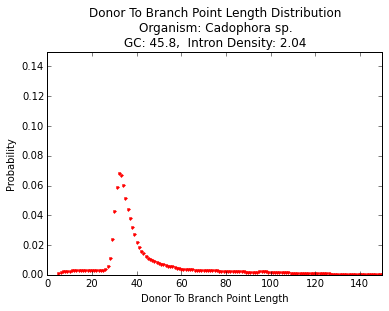 Donor To Branch Point Length Distribution
Organism: Cadophora sp.
GC: 45.8,  Intron Density: 2.04
0.14
0.12
0.10
0.08
0.06
0.04
0.02
0.00
Probability
0 20 40 60 80 100 120 140
Donor To Branch Point Length